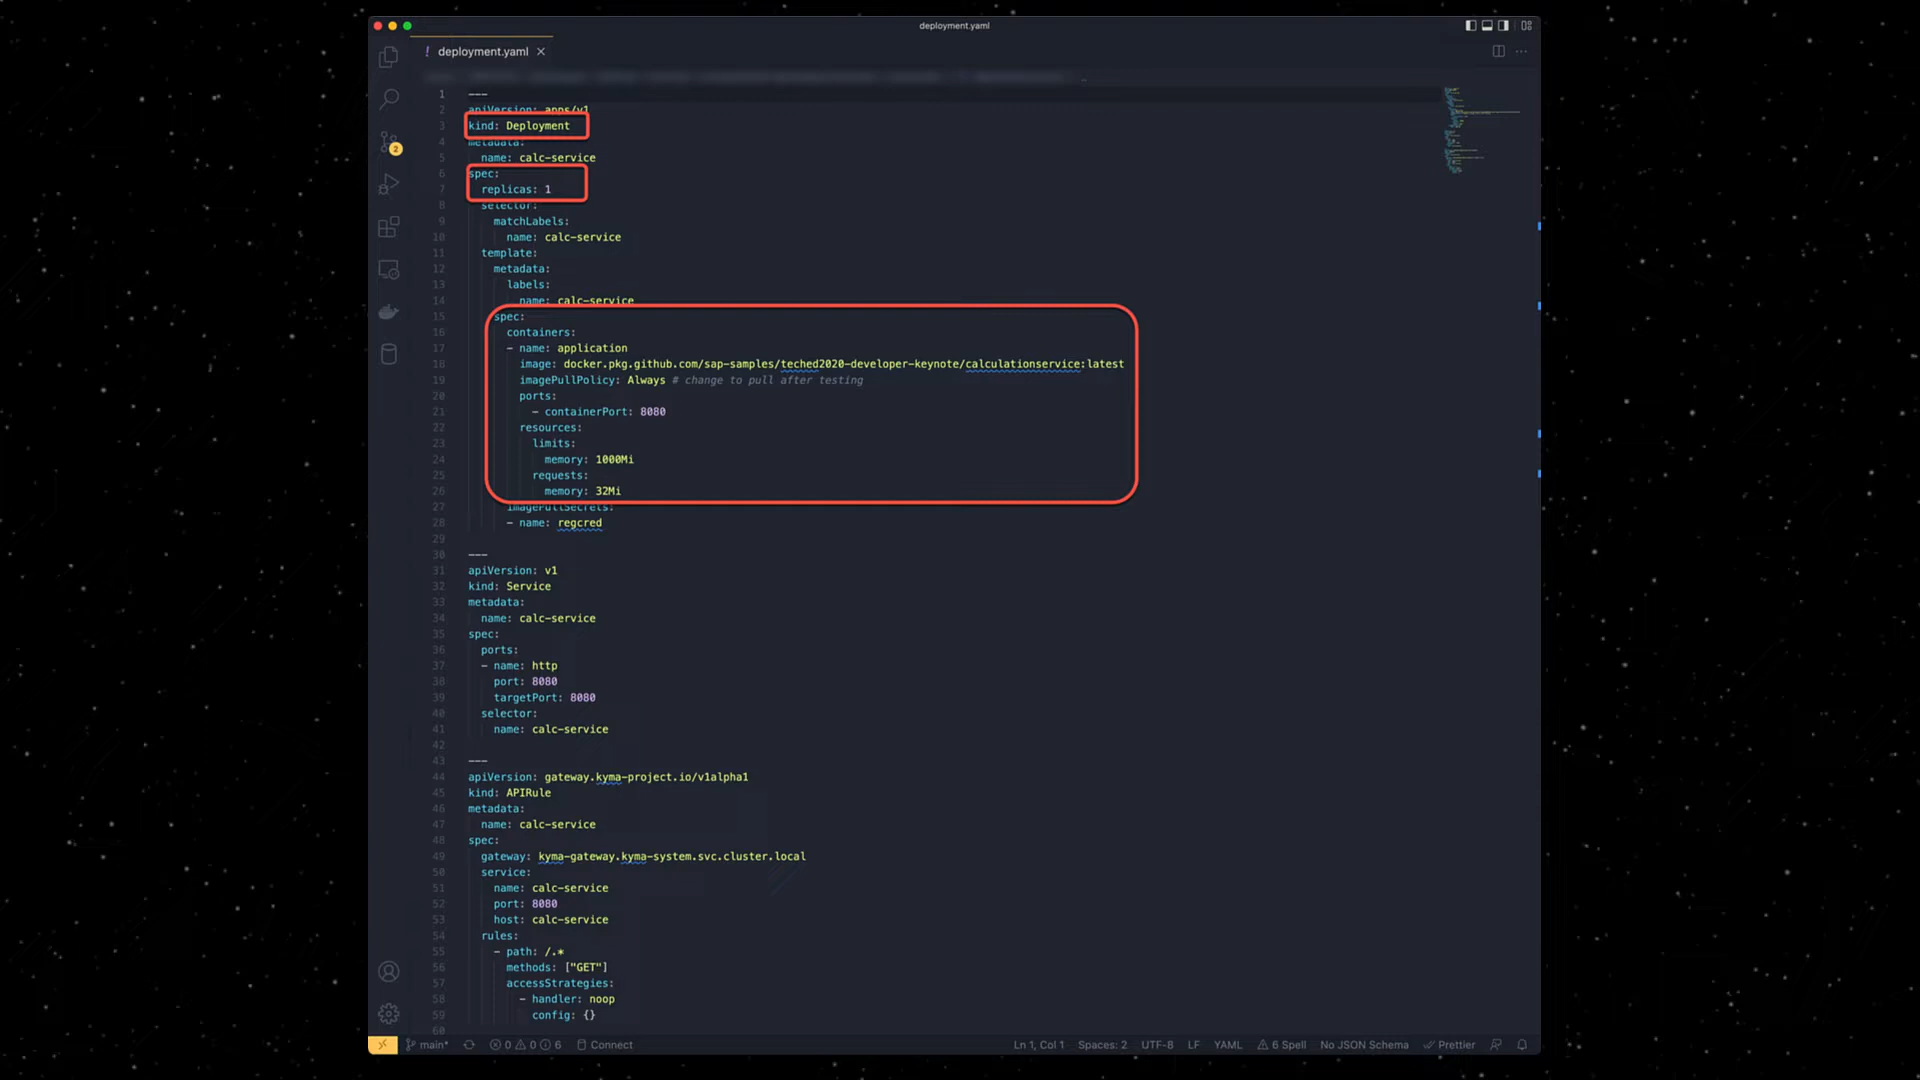 deployment.yaml
! deployment.yaml ×
1 ---
2 apiVersion: apps/v1
3 kind: Deployment
4 metadata:
5 name: calc-service
6 spec:
7 replicas: 1
8 selector:
9 matchLabels:
10 name: calc-service
11 template:
12 metadata:
13 labels:
14 name: calc-service
15 spec:
16 containers:
17 - name: application
18 image: docker.pkg.github.com/sap-samples/teched2020-developer-keynote/calculationservice:latest
19 imagePullPolicy: Always # change to pull after testing
20 ports:
21 - containerPort: 8080
22 resources:
23 limits:
24 memory: 1000Mi
25 requests:
26 memory: 32Mi
27 imagePullSecrets:
28 - name: regcred
29
30 ---
31 apiVersion: v1
32 kind: Service
33 metadata:
34 name: calc-service
35 spec:
36 ports:
37 - name: http
38 port: 8080
39 targetPort: 8080
40 selector:
41 name: calc-service
42
43 ---
44 apiVersion: gateway.kyma-project.io/v1alpha1
45 kind: APIRule
46 metadata:
47 name: calc-service
48 spec:
49 gateway: kyma-gateway.kyma-system.svc.cluster.local
50 service:
51 name: calc-service
52 port: 8080
53 host: calc-service
54 rules:
55 - path: /.*
56 methods: ["GET"]
57 accessStrategies:
58 - handler: noop
59 config: {}
60
2
main* 0 0 6 Connect Ln 1, Col 1 Spaces: 2 UTF-8 LF YAML 6 Spell No JSON Schema Prettier